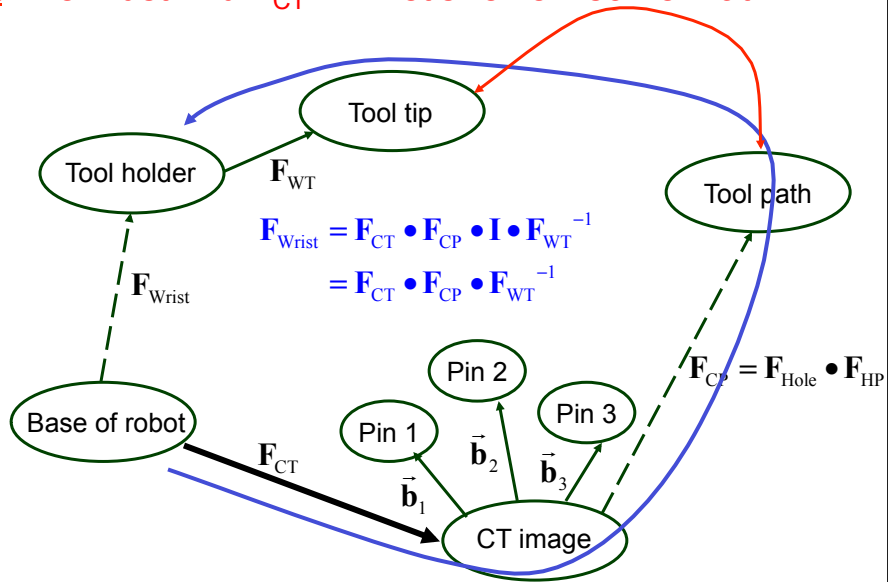 CT
Tool tip
Tool holder
F_WT
Tool path
F_Wrist = F_CT • F_CP • I • F_WT^−1
= F_CT • F_CP • F_WT^−1
F_Wrist
Pin 2
F_CP = F_Hole • F_HP
Base of robot
Pin 1
Pin 3
F_CT
b⃗_2
b⃗_3
b⃗_1
CT image